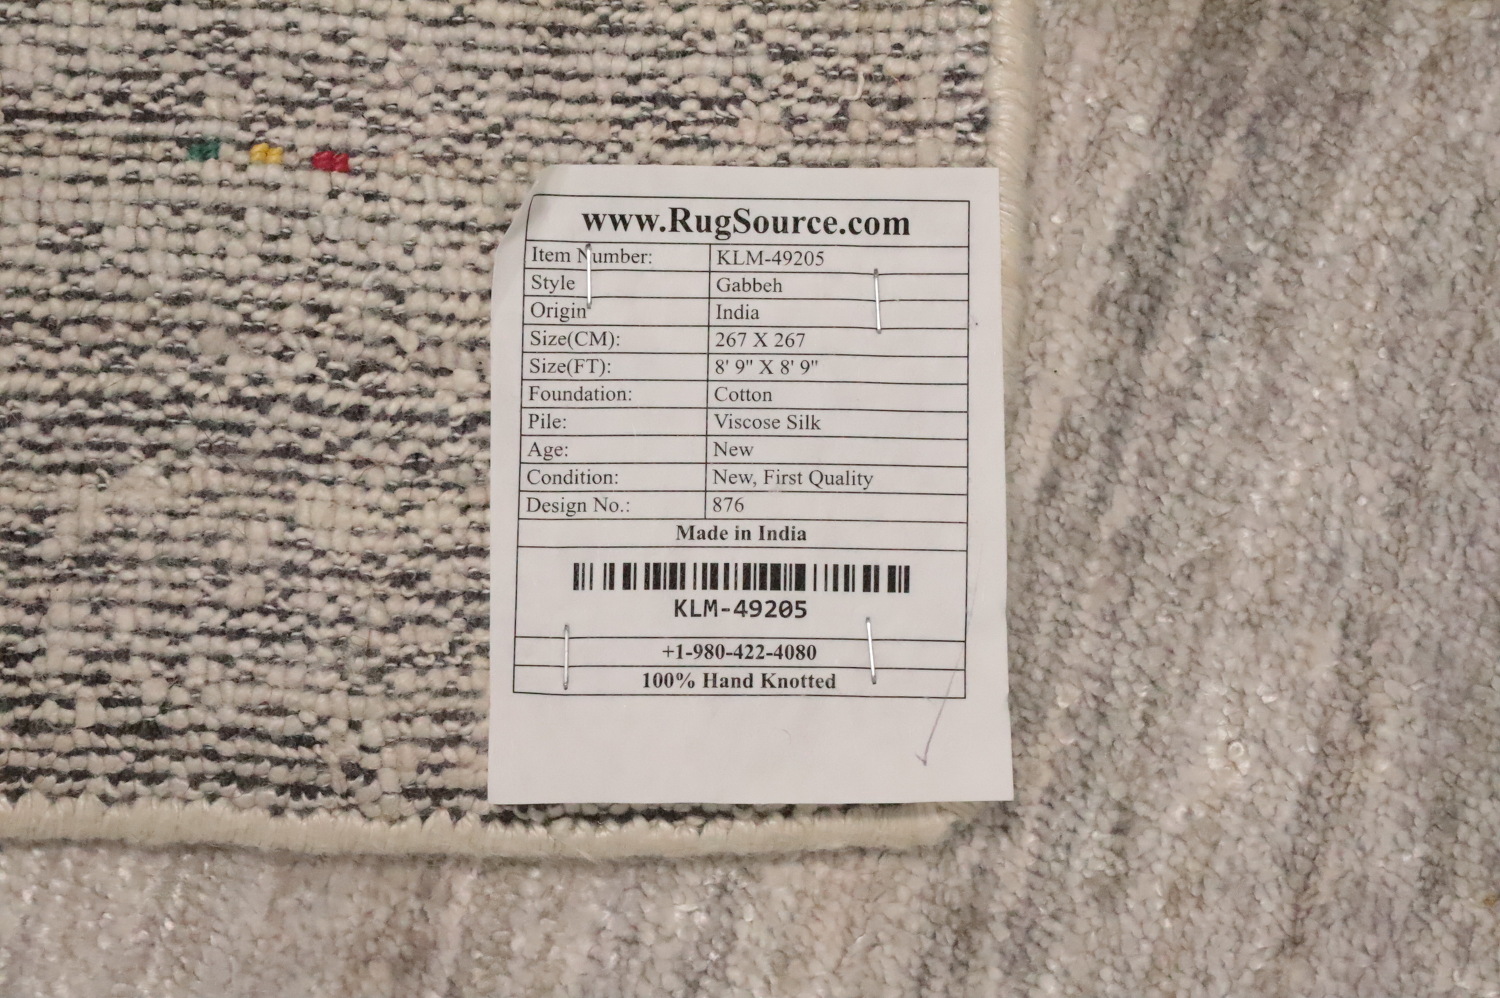 www.RugSource.com
Item Number: KLM-49205
Style Gabbeh
Origin India
Size(CM): 267 X 267
Size(FT): 8' 9" X 8' 9"
Foundation: Cotton
Pile: Viscose Silk
Age: New
Condition: New, First Quality
Design No.: 876
Made in India
KLM-49205
+1-980-422-4080
100% Hand Knotted